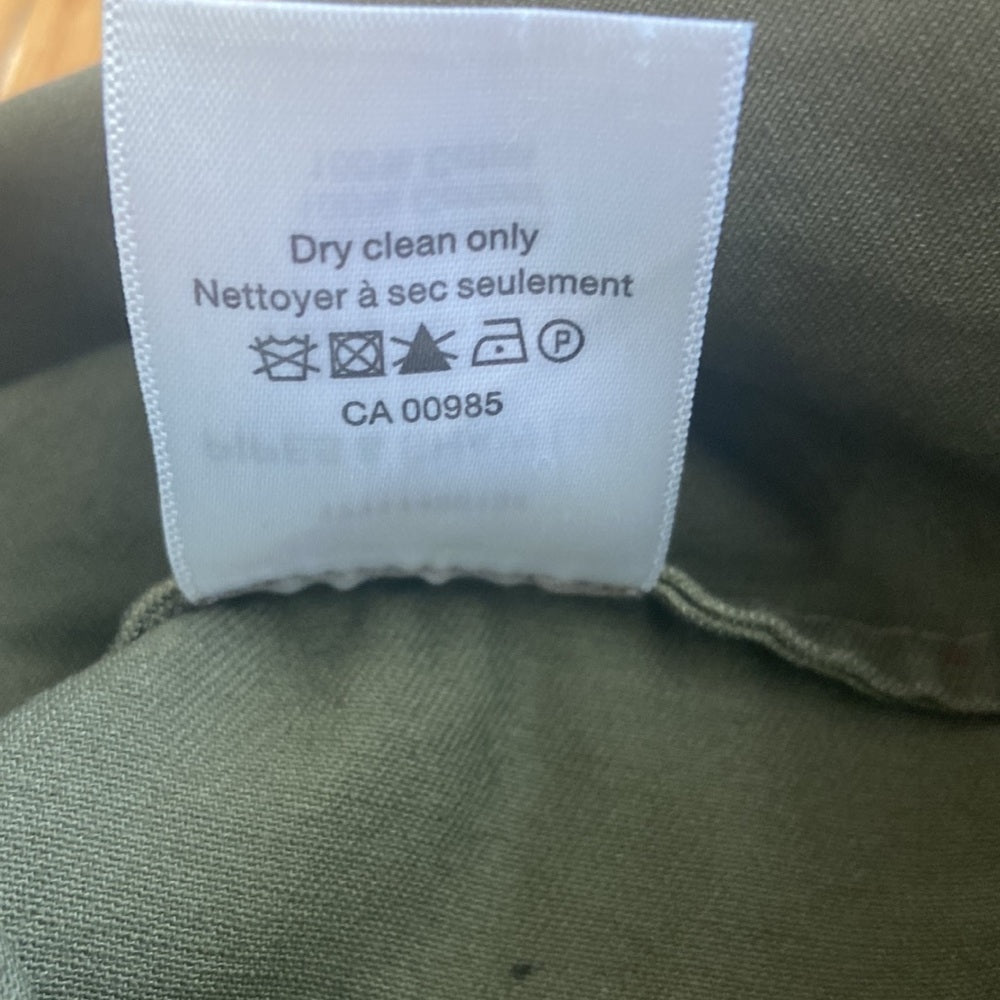 Dry clean only
Nettoyer à sec seulement
P
CA 00985